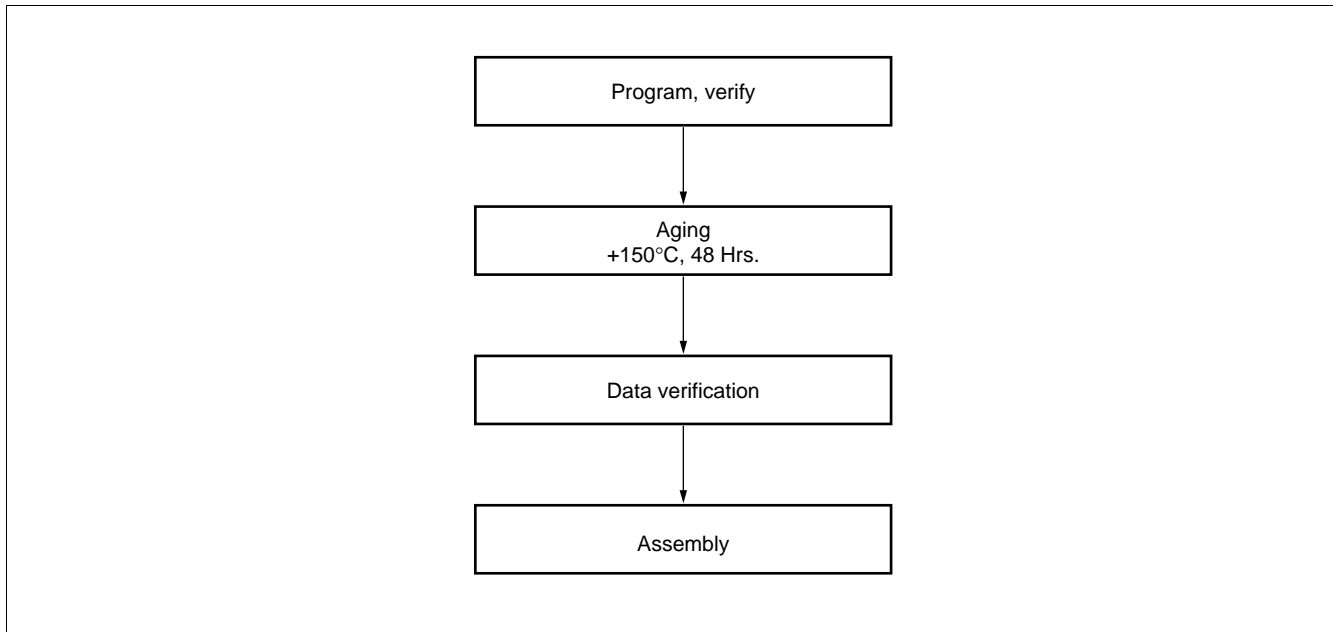 Program, verify
Aging
+150°C, 48 Hrs.
Data verification
Assembly